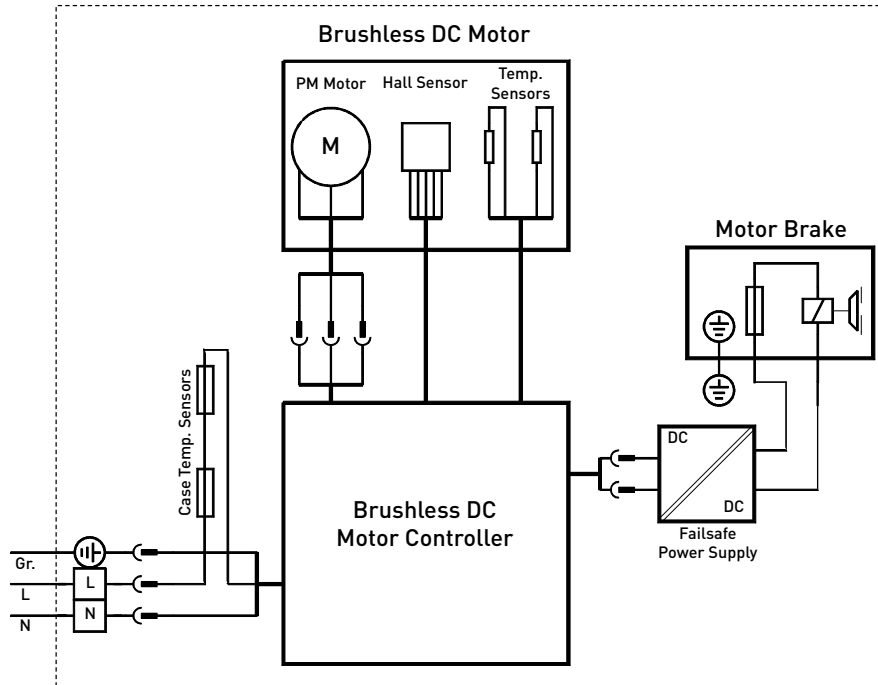 Brushless DC Motor
PM Motor
Hall Sensor
Temp.
Sensors
M
Motor Brake
Case Temp. Sensors
Brushless DC
Motor Controller
DC
DC
Failsafe
Power Supply
Gr.
L
L
N
N